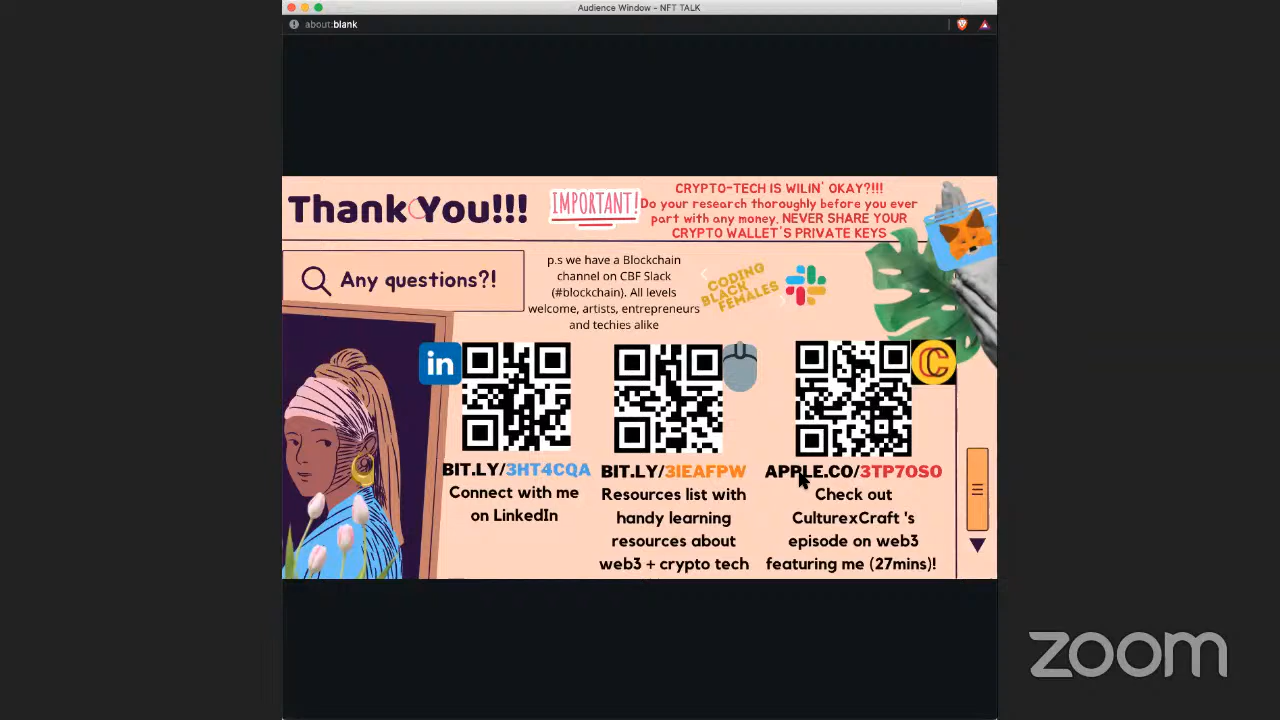 Audience Window - NFT TALK
about:blank
Thank You!!!
IMPORTANT!
CRYPTO-TECH IS WILIN' OKAY?!!!
Do your research thoroughly before you ever
part with any money. NEVER SHARE YOUR
CRYPTO WALLET'S PRIVATE KEYS
Any questions?!
p.s we have a Blockchain
channel on CBF Slack
(#blockchain). All levels
welcome, artists, entrepreneurs
and techies alike
CODING
BLACK
FEMALES
in
C
BIT.LY/3HT4CQA
Connect with me
on LinkedIn
BIT.LY/3IEAFPW
Resources list with
handy learning
resources about
web3 + crypto tech
APPLE.CO/3TP7OSO
Check out
CulturexCraft 's
episode on web3
featuring me (27mins)!
zoom